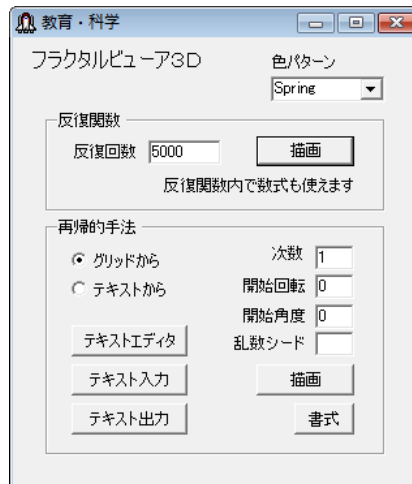 教育・科学
フラクタルビューア3D
色パターン
Spring
反復関数
反復回数 5000 描画
反復関数内で数式も使えます
再帰的手法
グリッドから
テキストから
次数 1
開始回転 0
開始角度 0
乱数シード
テキストエディタ
テキスト入力 描画
テキスト出力 書式